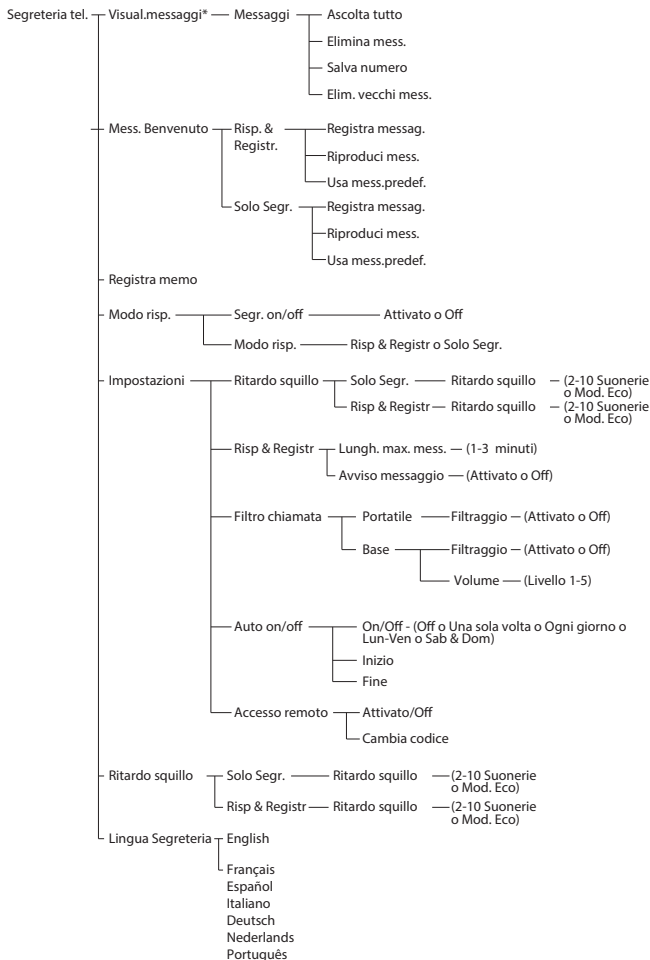 Segreteria tel. Visual.messaggi* Messaggi Ascolta tutto
Elimina mess.
Salva numero
Elim. vecchi mess.
Mess. Benvenuto Risp. & Registra messag.
Registr.
Riproduci mess.
Usa mess.predef.
Solo Segr. Registra messag.
Riproduci mess.
Usa mess.predef.
Registra memo
Modo risp. Segr. on/off Attivato o Off
Modo risp. Risp & Registr o Solo Segr.
Impostazioni Ritardo squillo Solo Segr. Ritardo squillo (2-10 Suonerie
o Mod. Eco)
Risp & Registr Ritardo squillo (2-10 Suonerie
o Mod. Eco)
Risp & Registr Lungh. max. mess. (1-3 minuti)
Avviso messaggio (Attivato o Off)
Filtro chiamata Portatile Filtraggio (Attivato o Off)
Base Filtraggio (Attivato o Off)
Volume (Livello 1-5)
Auto on/off On/Off - (Off o Una sola volta o Ogni giorno o
Lun-Ven o Sab & Dom)
Inizio
Fine
Accesso remoto Attivato/Off
Cambia codice
Ritardo squillo Solo Segr. Ritardo squillo (2-10 Suonerie
o Mod. Eco)
Risp & Registr Ritardo squillo (2-10 Suonerie
o Mod. Eco)
Lingua Segreteria English
Français
Español
Italiano
Deutsch
Nederlands
Português